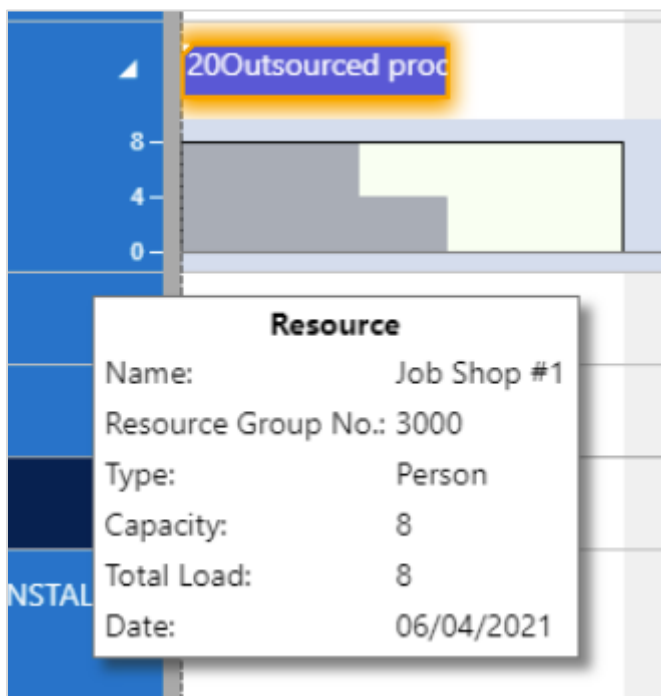 20Outsourced proc
8
4
0
Resource
Name: Job Shop #1
Resource Group No.: 3000
Type: Person
Capacity: 8
Total Load: 8
Date: 06/04/2021
NSTAL